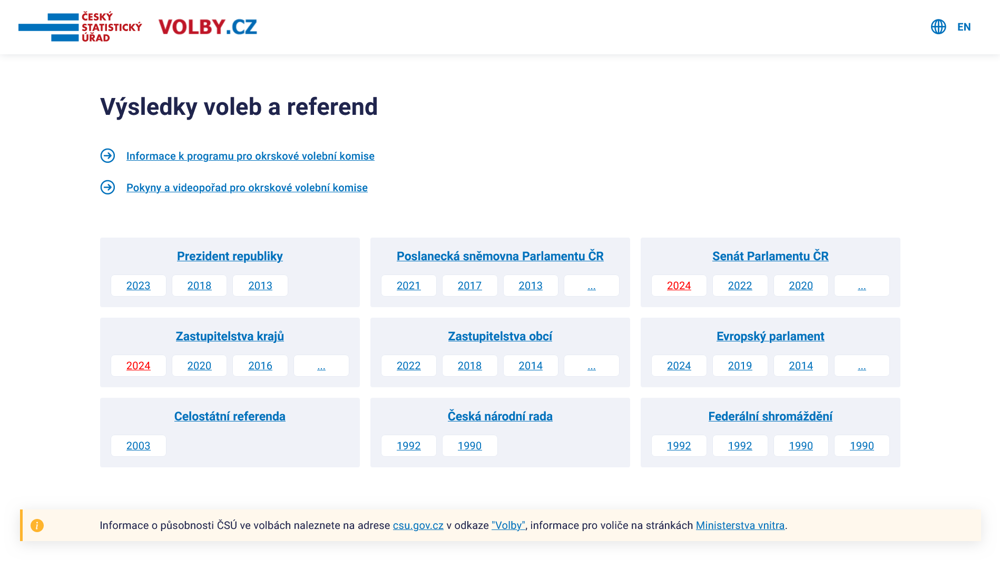 ČESKÝ
STATISTICKÝ
ÚŘAD
VOLBY.CZ
EN
Výsledky voleb a referend
Informace k programu pro okrskové volební komise
Pokyny a videopořad pro okrskové volební komise
Prezident republiky
2023 2018 2013
Poslanecká sněmovna Parlamentu ČR
2021 2017 2013 ...
Senát Parlamentu ČR
2024 2022 2020 ...
Zastupitelstva krajů
2024 2020 2016 ...
Zastupitelstva obcí
2022 2018 2014 ...
Evropský parlament
2024 2019 2014 ...
Celostátní referenda
2003
Česká národní rada
1992 1990
Federální shromáždění
1992 1992 1990 1990
Informace o působnosti ČSÚ ve volbách naleznete na adrese csu.gov.cz v odkaze "Volby", informace pro voliče na stránkách Ministerstva vnitra.